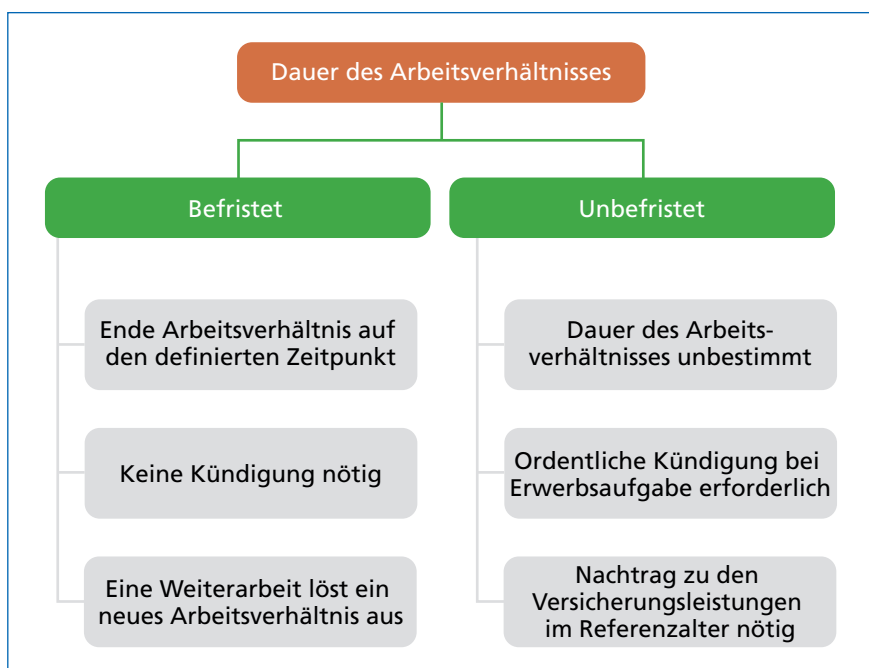 Dauer des Arbeitsverhältnisses
Befristet
Ende Arbeitsverhältnis auf
den definierten Zeitpunkt
Keine Kündigung nötig
Eine Weiterarbeit löst ein
neues Arbeitsverhältnis aus
Unbefristet
Dauer des Arbeits-
verhältnisses unbestimmt
Ordentliche Kündigung bei
Erwerbsaufgabe erforderlich
Nachtrag zu den
Versicherungsleistungen
im Referenzalter nötig